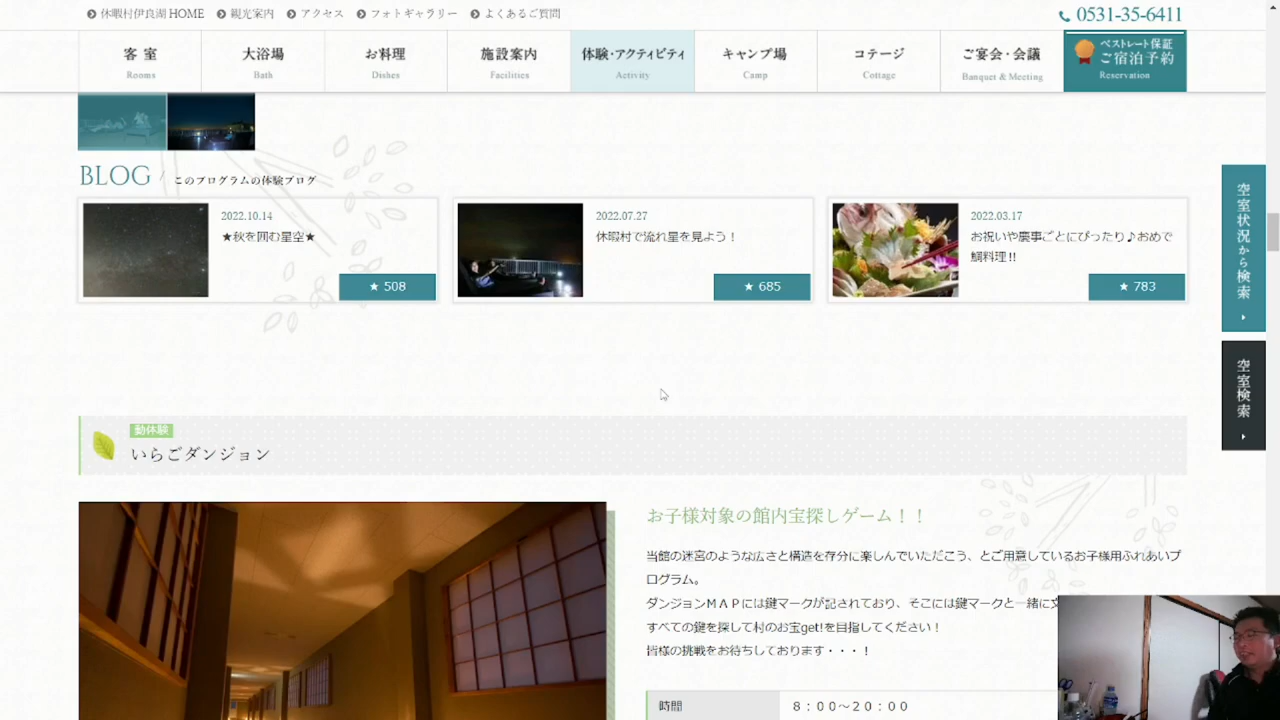 休暇村伊良湖 HOME 観光案内 アクセス フォトギャラリー よくあるご質問
0531-35-6411
客室 大浴場 お料理 施設案内 体験・アクティビティ キャンプ場 コテージ ご宴会・会議
Rooms Bath Dishes Facilities Activity Camp Cottage Banquet & Meeting
ベストレート保証
ご宿泊予約
Reservation
BLOG / このプログラムの体験ブログ
2022.10.14
★秋を囲む星空★
★ 508
2022.07.27
休暇村で流れ星を見よう！
★ 685
2022.03.17
お祝いや慶事ごとにぴったり♪おめで
鯛料理!!
★ 783
空室状況から検索
空室検索
動体験
いらごダンジョン
お子様対象の館内宝探しゲーム！！
当館の迷宮のような広さと構造を存分に楽しんでいただこう、とご用意しているお子様用ふれあいプ
ログラム。
ダンジョンＭＡＰには鍵マークが記されており、そこには鍵マークと一緒に
すべての鍵を探して村のお宝get!を目指してください！
皆様の挑戦をお待ちしております・・・！
時間 ８：００～２０：００